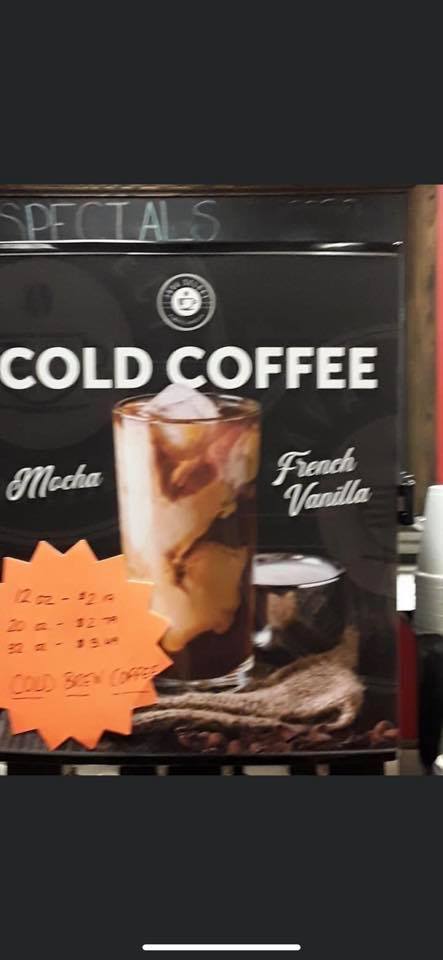 SPECIALS
COLD COFFEE
Mocha
French
Vanilla
12 oz - $2.19
20 oz - $2.79
32 oz - $3.49
COLD BREW COFFEE